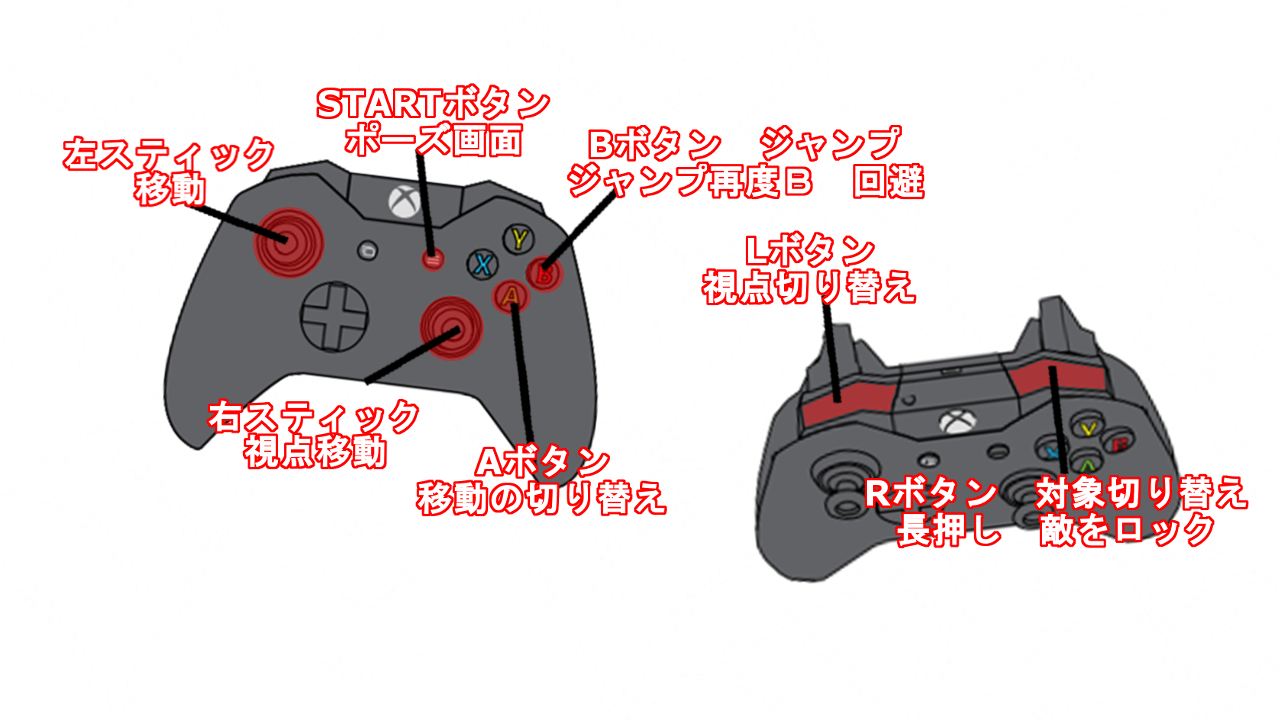 STARTボタン
ポーズ画面
左スティック
移動
Bボタン　ジャンプ
ジャンプ再度Ｂ　回避
Y
X
B
A
右スティック
視点移動
Aボタン
移動の切り替え
Lボタン
視点切り替え
Y
B
X
A
Rボタン　対象切り替え
長押し　敵をロック